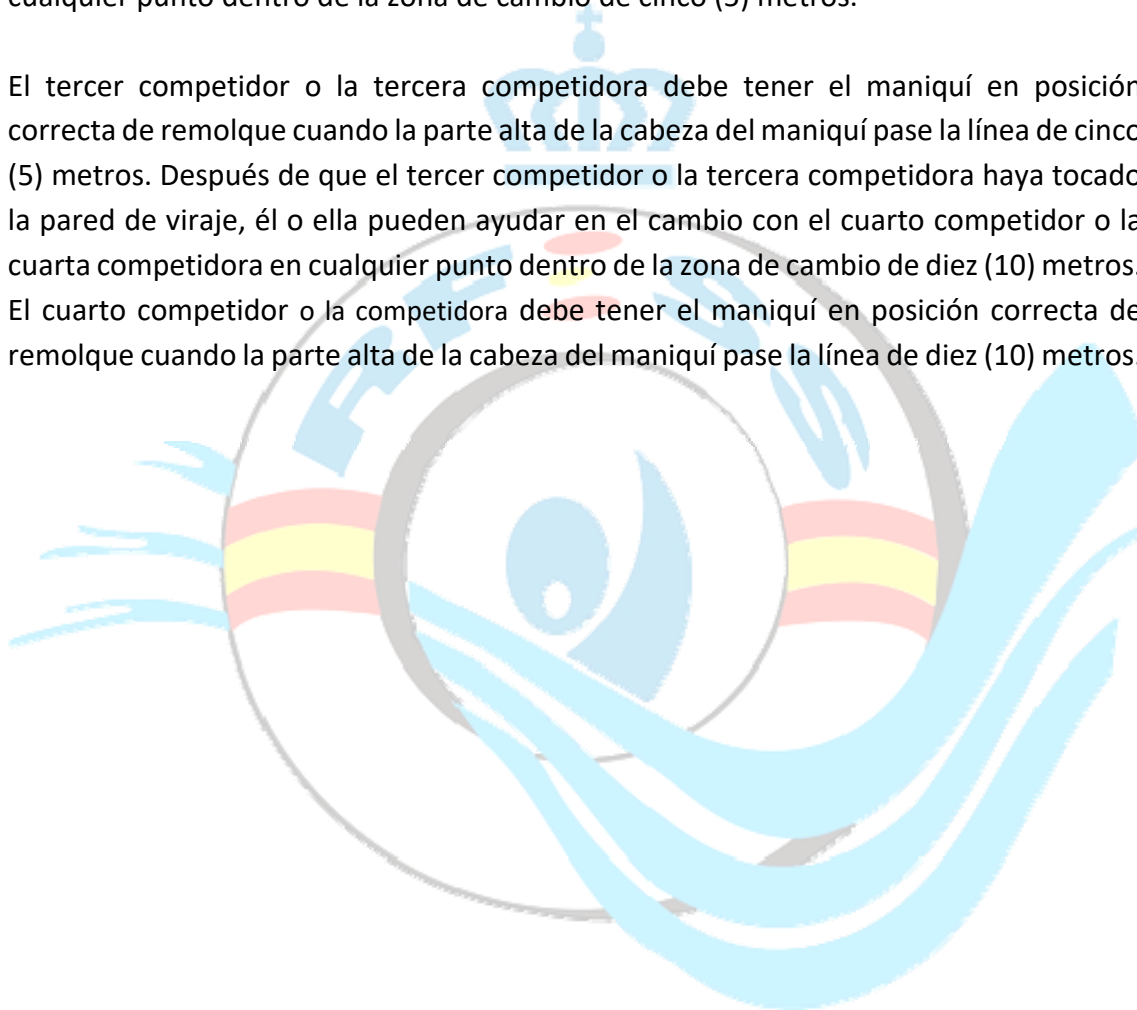 cualquier punto dentro de la zona de cambio de cinco (5) metros.
El tercer competidor o la tercera competidora debe tener el maniquí en posición
correcta de remolque cuando la parte alta de la cabeza del maniquí pase la línea de cinco
(5) metros. Después de que el tercer competidor o la tercera competidora haya tocado
la pared de viraje, él o ella pueden ayudar en el cambio con el cuarto competidor o la
cuarta competidora en cualquier punto dentro de la zona de cambio de diez (10) metros.
El cuarto competidor o la competidora debe tener el maniquí en posición correcta de
remolque cuando la parte alta de la cabeza del maniquí pase la línea de diez (10) metros.
RFESS